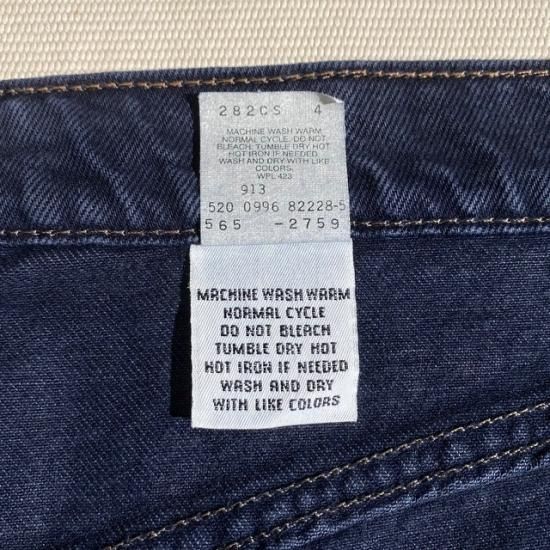 282CS 4
MACHINE WASH WARM
NORMAL CYCLE. DO NOT
BLEACH. TUMBLE DRY HOT
HOT IRON IF NEEDED
WASH AND DRY WITH LIKE
COLORS.
WPL 423
913
520 0996 82228-5
565 -2759
MACHINE WASH WARM
NORMAL CYCLE
DO NOT BLEACH
TUMBLE DRY HOT
HOT IRON IF NEEDED
WASH AND DRY
WITH LIKE COLORS